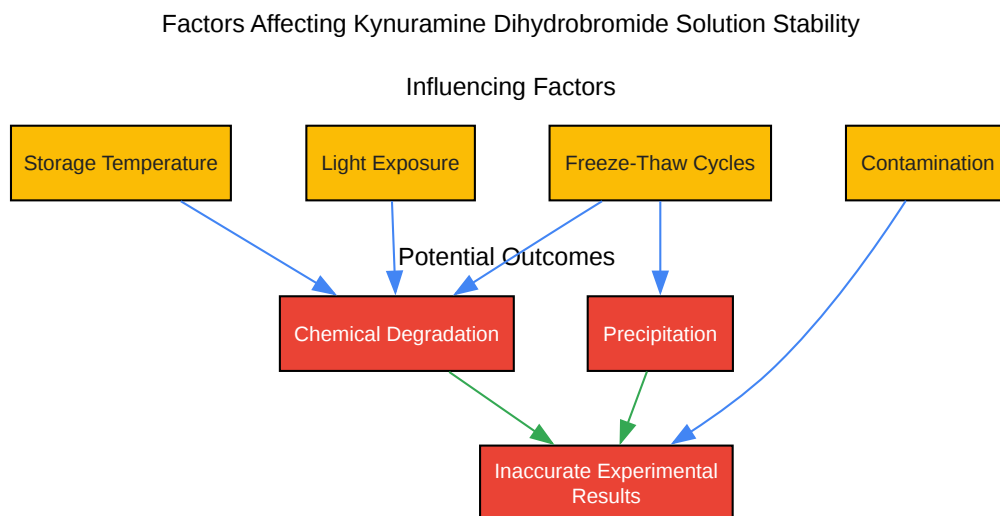 Factors Affecting Kynuramine Dihydrobromide Solution Stability
Influencing Factors
Storage Temperature
Light Exposure
Freeze-Thaw Cycles
Contamination
Potential Outcomes
Chemical Degradation
Precipitation
Inaccurate Experimental
Results